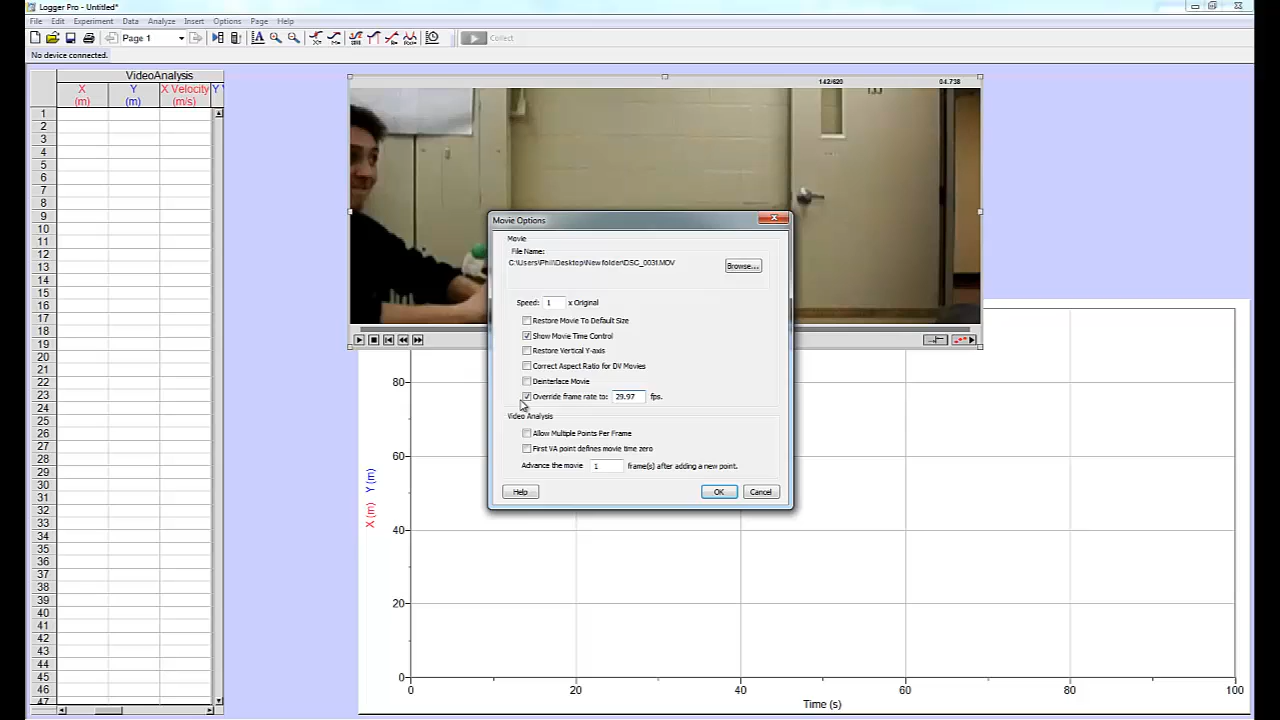 Logger Pro - Untitled*
File Edit Experiment Data Analyze Insert Options Page Help
Page 1
Collect
No device connected.
VideoAnalysis
X Y X Velocity Y
(m) (m) (m/s)
1
2
3
4
5
6
7
8
9
10
11
12
13
14
15
16
17
18
19
20
21
22
23
24
25
26
27
28
29
30
31
32
33
34
35
36
37
38
39
40
41
42
43
44
45
46
47
142/620 04.738
133
Movie Options
Movie
File Name:
C:\Users\Phil\Desktop\New folder\DSC_0031.MOV
Browse...
Speed: 1 x Original
Restore Movie To Default Size
Show Movie Time Control
Restore Vertical Y-axis
Correct Aspect Ratio for DV Movies
Deinterlace Movie
Override frame rate to: 29.97 fps.
Video Analysis
Allow Multiple Points Per Frame
First VA point defines movie time zero
Advance the movie 1 frame(s) after adding a new point.
Help OK Cancel
X (m) Y (m)
80
60
40
20
0
0 20 40 60 80 100
Time (s)